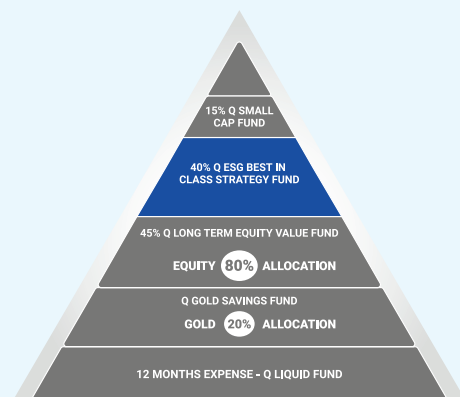 15% Q SMALL
CAP FUND
40% Q ESG BEST IN
CLASS STRATEGY FUND
45% Q LONG TERM EQUITY VALUE FUND
EQUITY 80% ALLOCATION
Q GOLD SAVINGS FUND
GOLD 20% ALLOCATION
12 MONTHS EXPENSE - Q LIQUID FUND